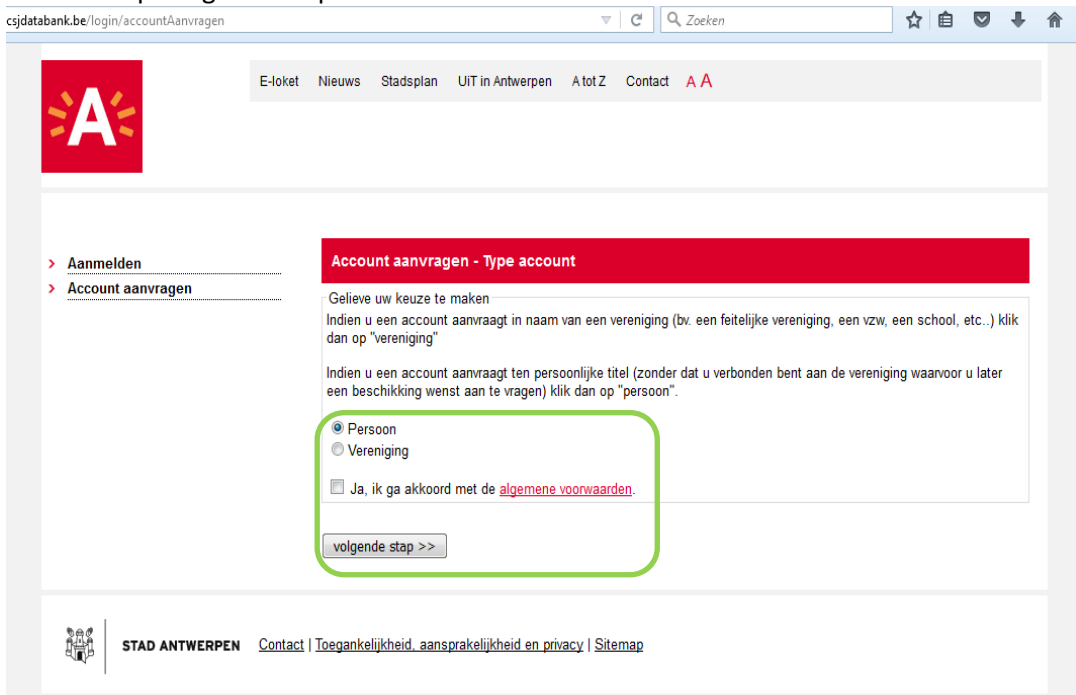 csjdatabank.be/login/accountAanvragen
Zoeken
E-loket Nieuws Stadsplan UiT in Antwerpen A tot Z Contact A A
A
Aanmelden
Account aanvragen
Account aanvragen - Type account
Gelieve uw keuze te maken
Indien u een account aanvraagt in naam van een vereniging (bv. een feitelijke vereniging, een vzw, een school, etc..) klik
dan op "vereniging"
Indien u een account aanvraagt ten persoonlijke titel (zonder dat u verbonden bent aan de vereniging waarvoor u later
een beschikking wenst aan te vragen) klik dan op "persoon".
Persoon
Vereniging
Ja, ik ga akkoord met de algemene voorwaarden.
volgende stap >>
STAD ANTWERPEN Contact | Toegankelijkheid, aansprakelijkheid en privacy | Sitemap